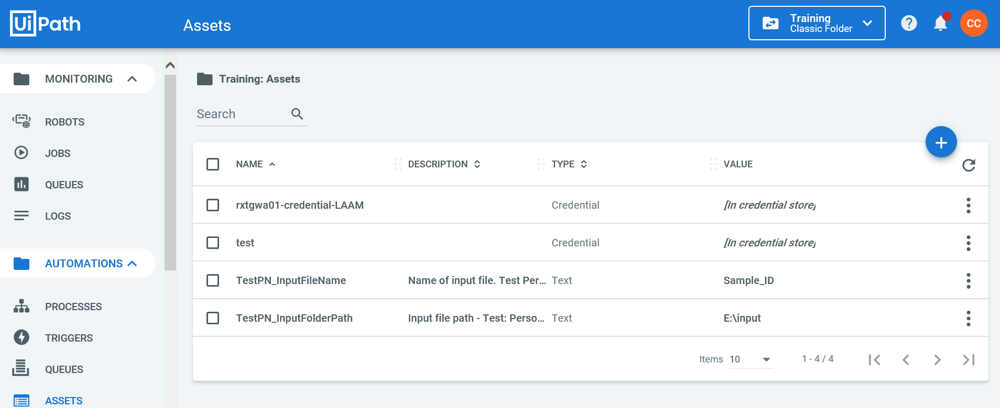 UiPath
Assets
Training
Classic Folder
CC
MONITORING
ROBOTS
JOBS
QUEUES
LOGS
AUTOMATIONS
PROCESSES
TRIGGERS
QUEUES
ASSETS
Training: Assets
Search
NAME DESCRIPTION TYPE VALUE
rxtgwa01-credential-LAAM Credential [In credential store]
test Credential [In credential store]
TestPN_InputFileName Name of input file. Test Per... Text Sample_ID
TestPN_InputFolderPath Input file path - Test: Perso... Text E:\input
Items 10 1 - 4 / 4